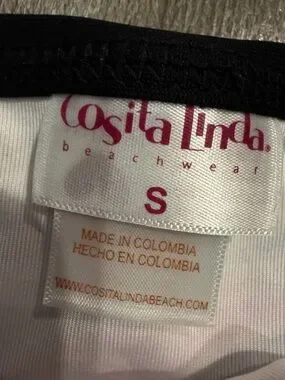 Cosita linda.
beachwear
S
MADE IN COLOMBIA
HECHO EN COLOMBIA
WWW.COSITALINDABEACH.COM